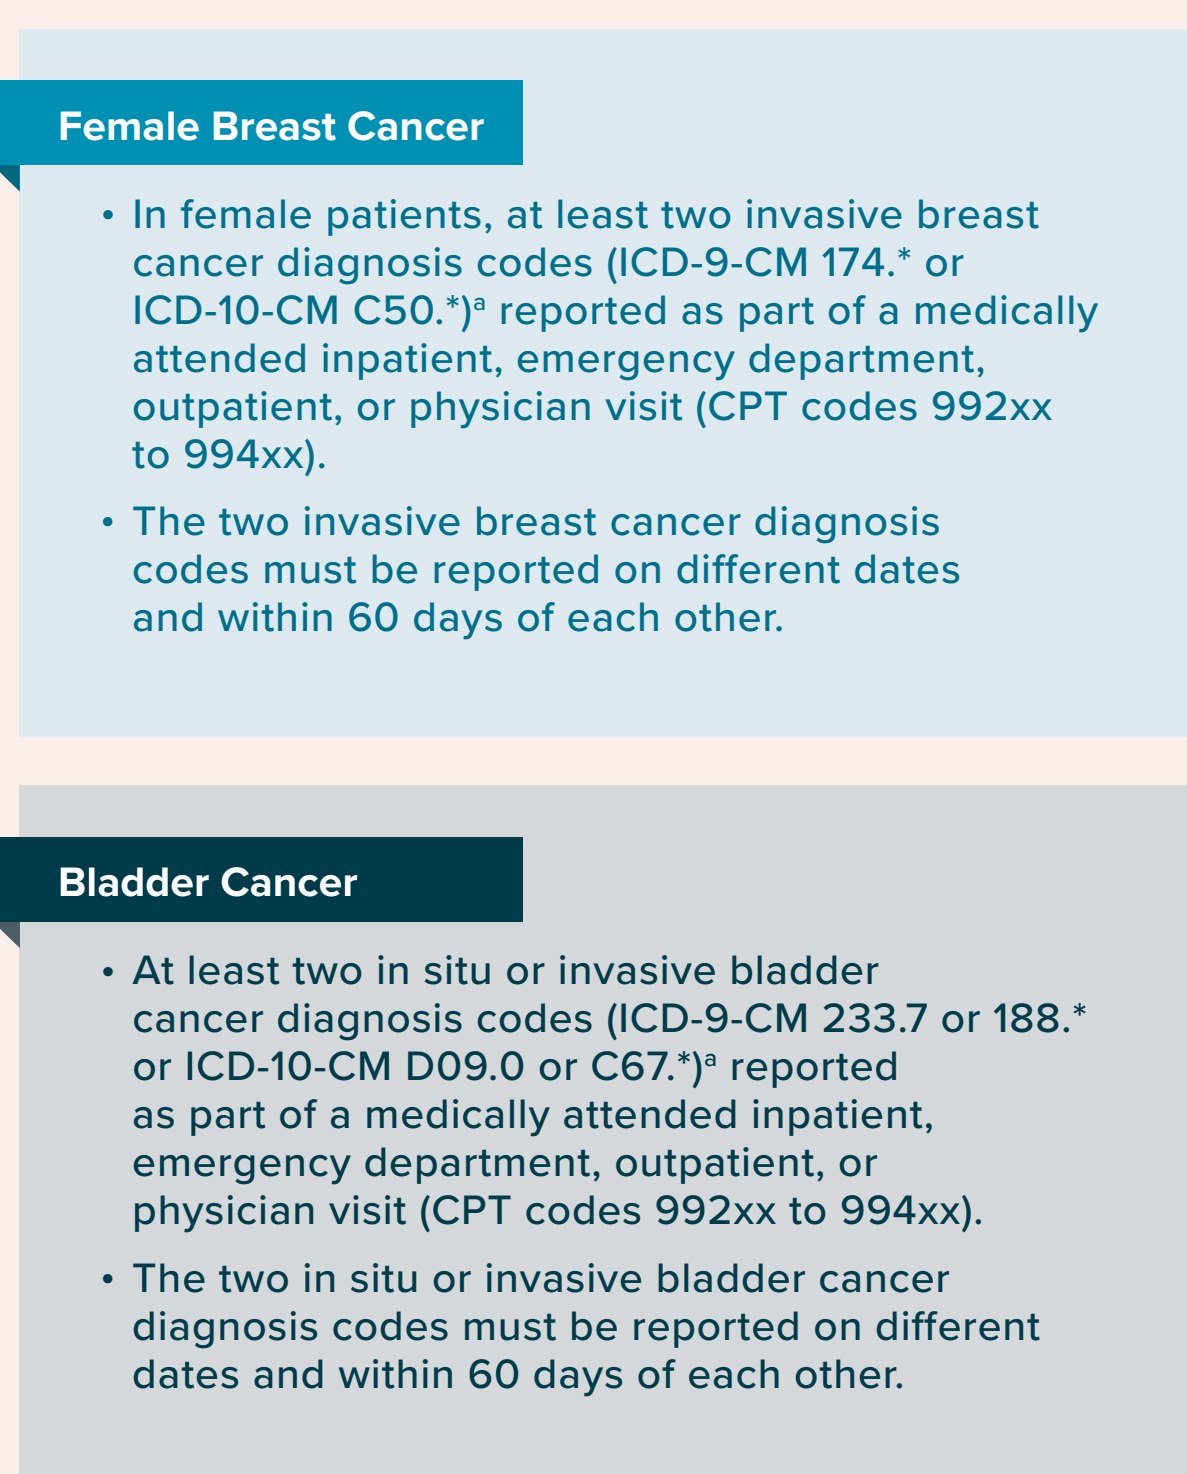 Female Breast Cancer
• In female patients, at least two invasive breast
cancer diagnosis codes (ICD-9-CM 174.* or
ICD-10-CM C50.*)ᵃ reported as part of a medically
attended inpatient, emergency department,
outpatient, or physician visit (CPT codes 992xx
to 994xx).
• The two invasive breast cancer diagnosis
codes must be reported on different dates
and within 60 days of each other.
Bladder Cancer
• At least two in situ or invasive bladder
cancer diagnosis codes (ICD-9-CM 233.7 or 188.*
or ICD-10-CM D09.0 or C67.*)ᵃ reported
as part of a medically attended inpatient,
emergency department, outpatient, or
physician visit (CPT codes 992xx to 994xx).
• The two in situ or invasive bladder cancer
diagnosis codes must be reported on different
dates and within 60 days of each other.